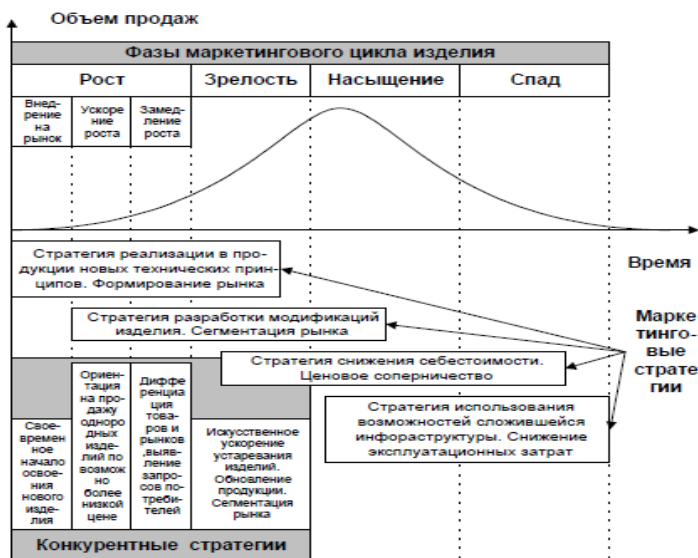 Объем продаж
Фазы маркетингового цикла изделия
Рост
Зрелость
Насыщение
Спад
Внед-
рение
на
рынок
Ускоре
ние
роста
Замед-
ление
роста
Время
Стратегия реализации в про-
дукции новых технических прин-
ципов. Формирование рынка
Стратегия разработки модификаций
изделия. Сегментация рынка
Стратегия снижения себестоимости.
Ценовое соперничество
Стратегия использования
возможностей сложившейся
инфораструктуры. Снижение
эксплуатационных затрат
Марке
тинго-
вые
страте
гии
Свое-
времен
ное
начало
освое-
ния
нового
изде-
лия
Ориен-
тация
на про-
дажу
одноро
дных
изделий
по
возмож
но
более
низкой
цене
Диффе
ренциа
ция
това-
ров и
рынков
,выяв
ление
запро-
сов по-
треби-
телей
Искусственное
ускорение
устаревания
изделий.
Обновление
продукции.
Сегментация
рынка
Конкурентные стратегии